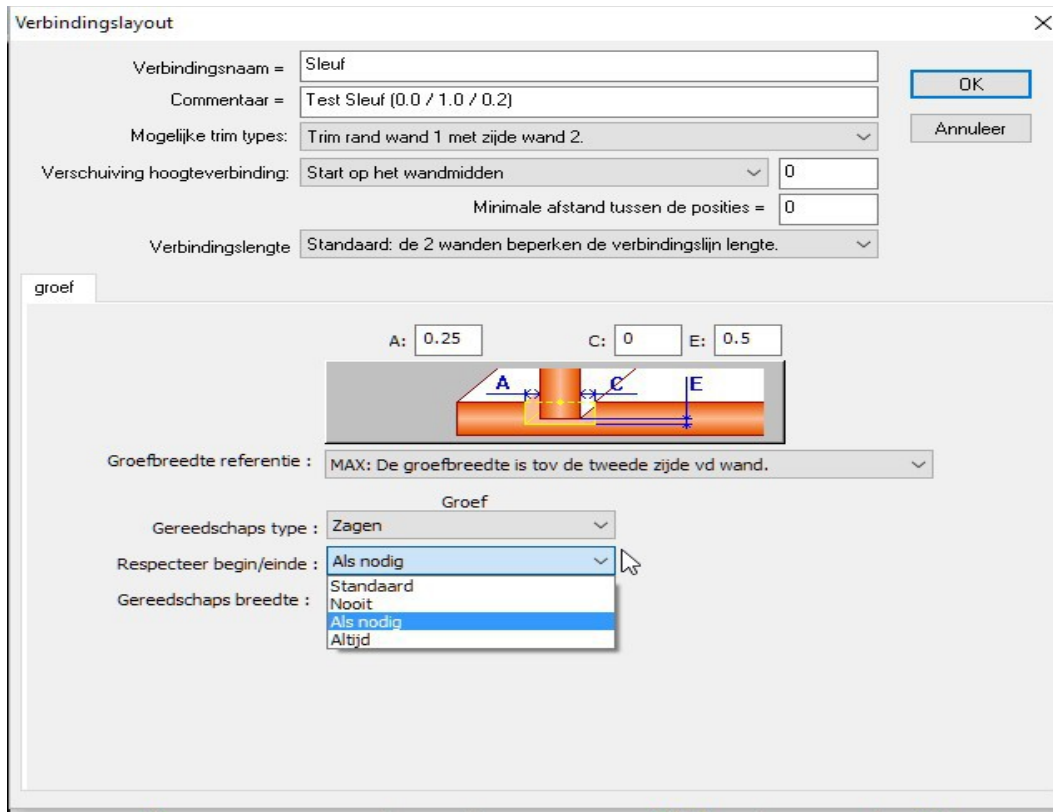 Verbindingslayout
Verbindingsnaam = Sleuf
OK
Commentaar = Test Sleuf (0.0 / 1.0 / 0.2)
Annuleer
Mogelijke trim types: Trim rand wand 1 met zijde wand 2.
Verschuiving hoogteverbinding: Start op het wandmidden 0
Minimale afstand tussen de posities = 0
Verbindingslengte Standaard: de 2 wanden beperken de verbindingslijn lengte.
groef
A: 0.25 C: 0 E: 0.5
A C E
Groefbreedte referentie : MAX: De groefbreedte is tov de tweede zijde vd wand.
Groef
Gereedschaps type : Zagen
Respecteer begin/einde : Als nodig
Standaard
Gereedschaps breedte : Nooit
Als nodig
Altijd